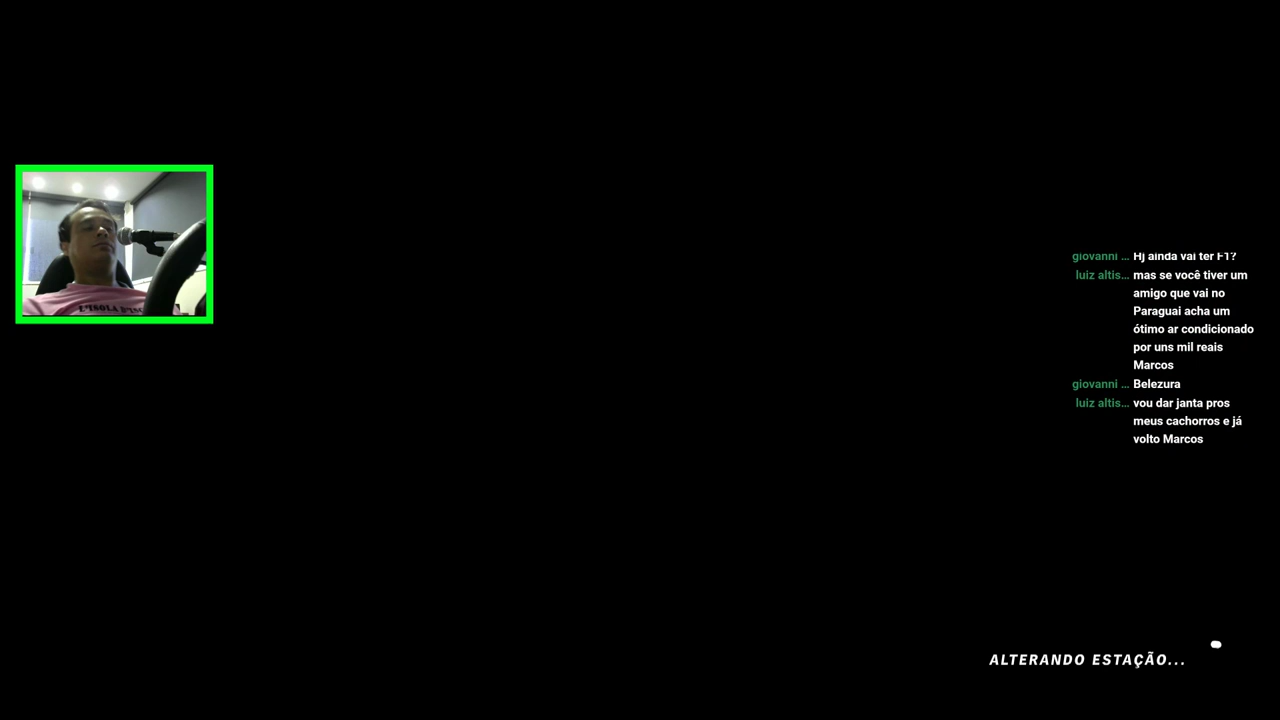 giovanni ... Hj ainda vai ter F1?
luiz altis... mas se você tiver um
amigo que vai no
Paraguai acha um
ótimo ar condicionado
por uns mil reais
Marcos
giovanni ... Belezura
luiz altis... vou dar janta pros
meus cachorros e já
volto Marcos
ALTERANDO ESTAÇÃO...